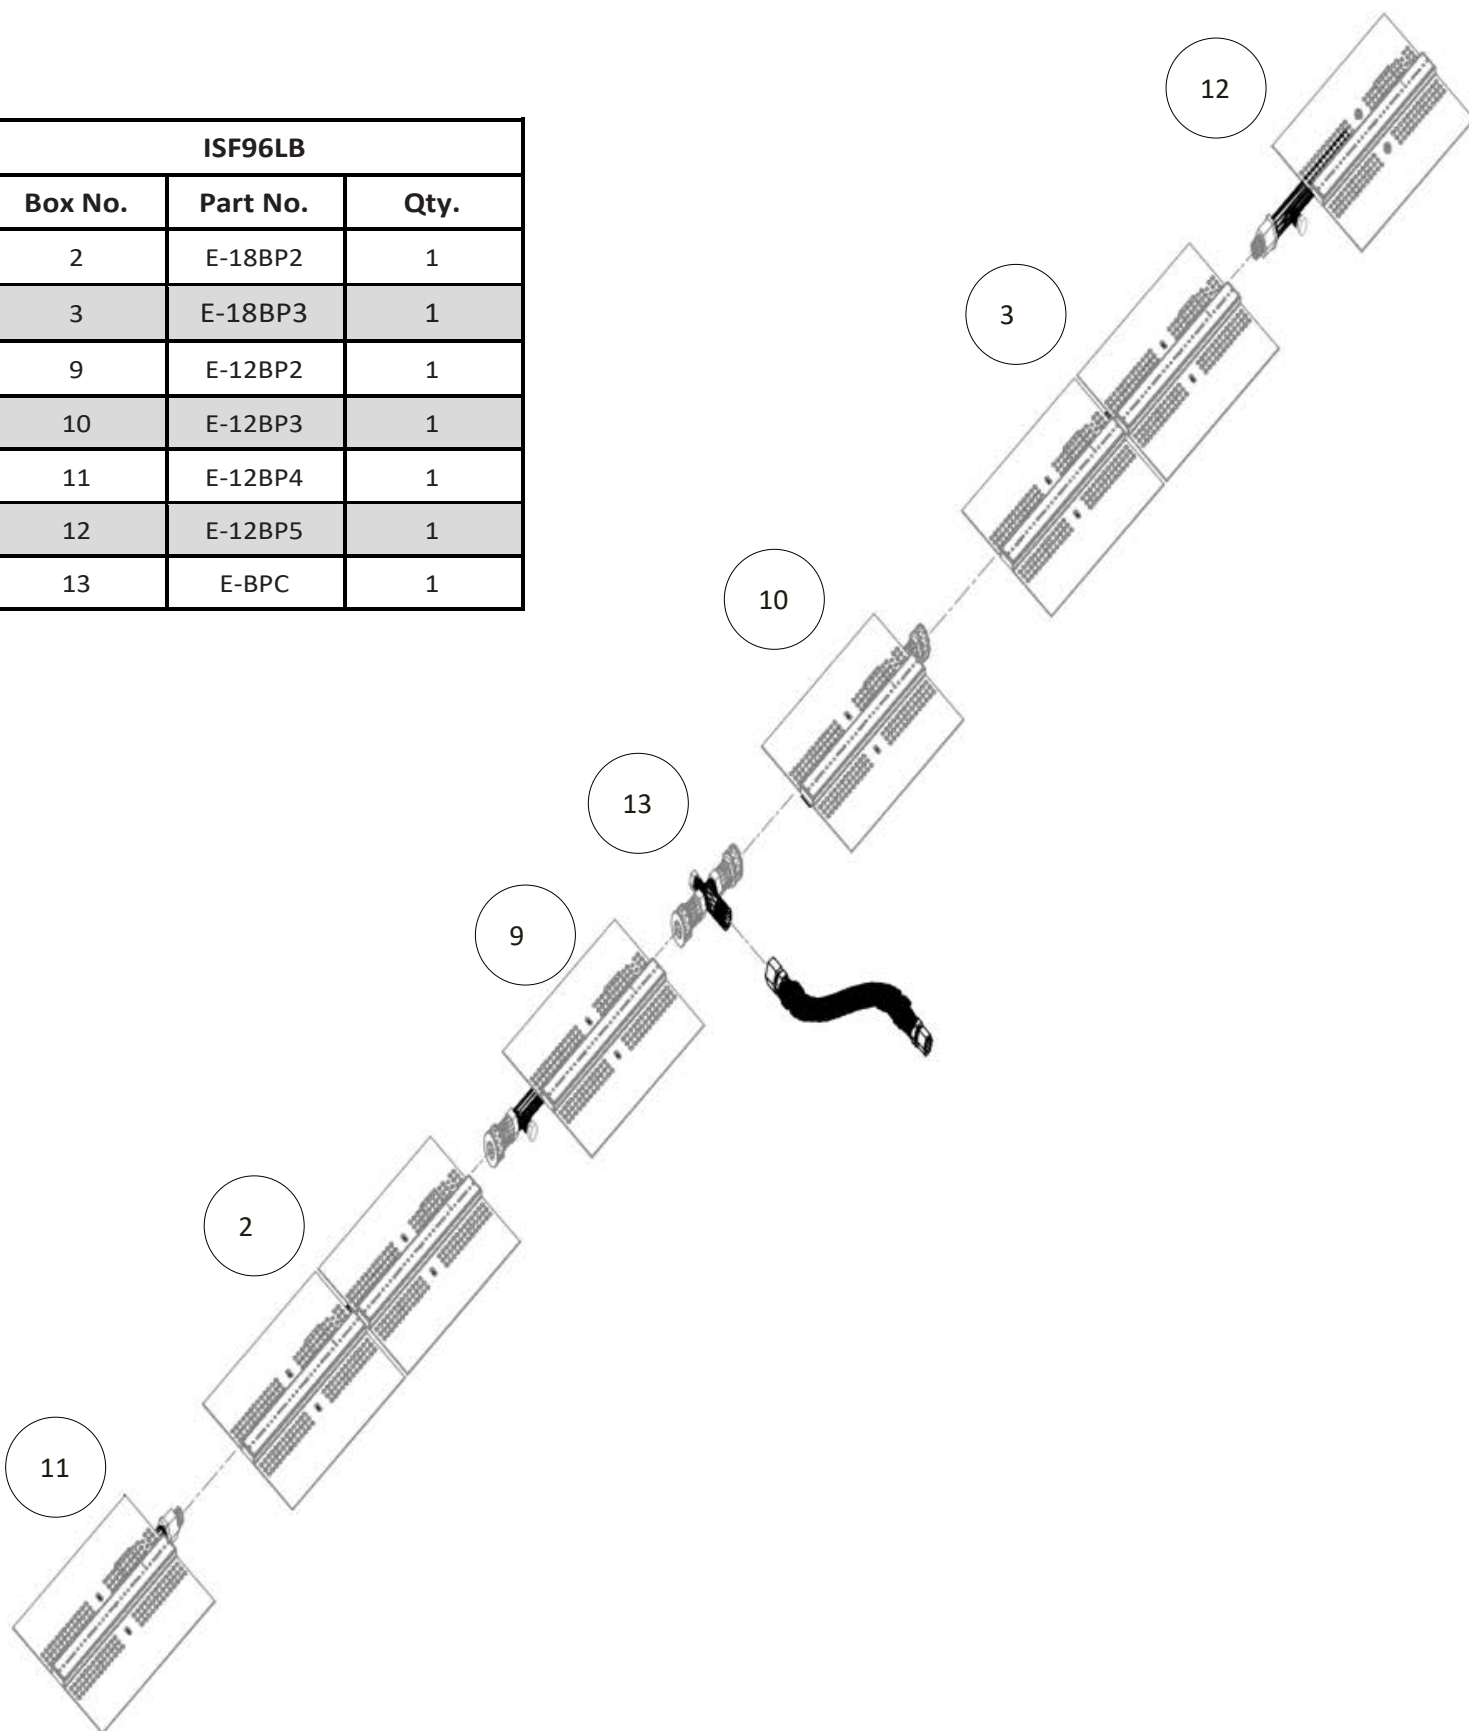 ISF96LB
Box No. Part No. Qty.
2 E-18BP2 1
3 E-18BP3 1
9 E-12BP2 1
10 E-12BP3 1
11 E-12BP4 1
12 E-12BP5 1
13 E-BPC 1
12
3
10
13
9
2
11